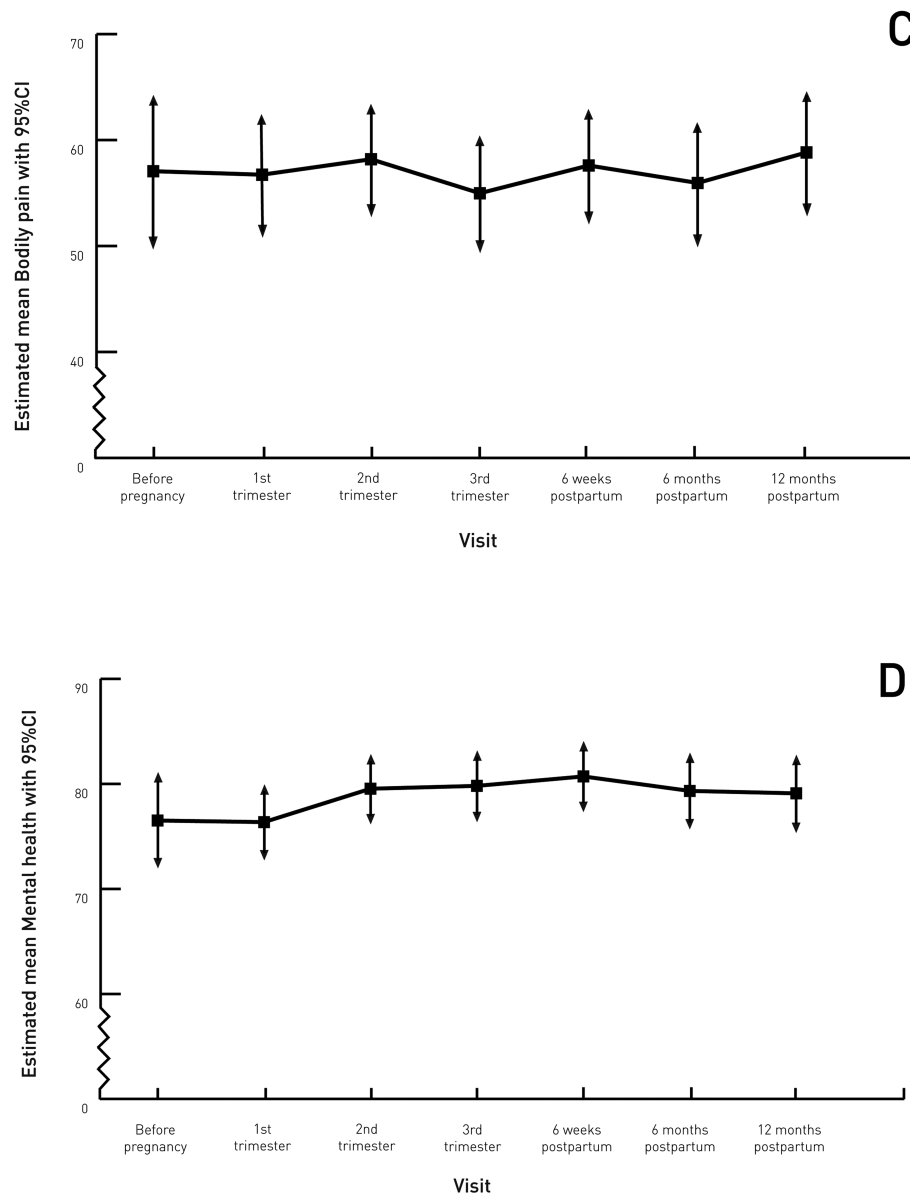 C
Estimated mean Bodily pain with 95%CI
70
60
50
40
0
Before pregnancy
1st trimester
2nd trimester
3rd trimester
6 weeks postpartum
6 months postpartum
12 months postpartum
Visit
D
Estimated mean Mental health with 95%CI
90
80
70
60
0
Before pregnancy
1st trimester
2nd trimester
3rd trimester
6 weeks postpartum
6 months postpartum
12 months postpartum
Visit